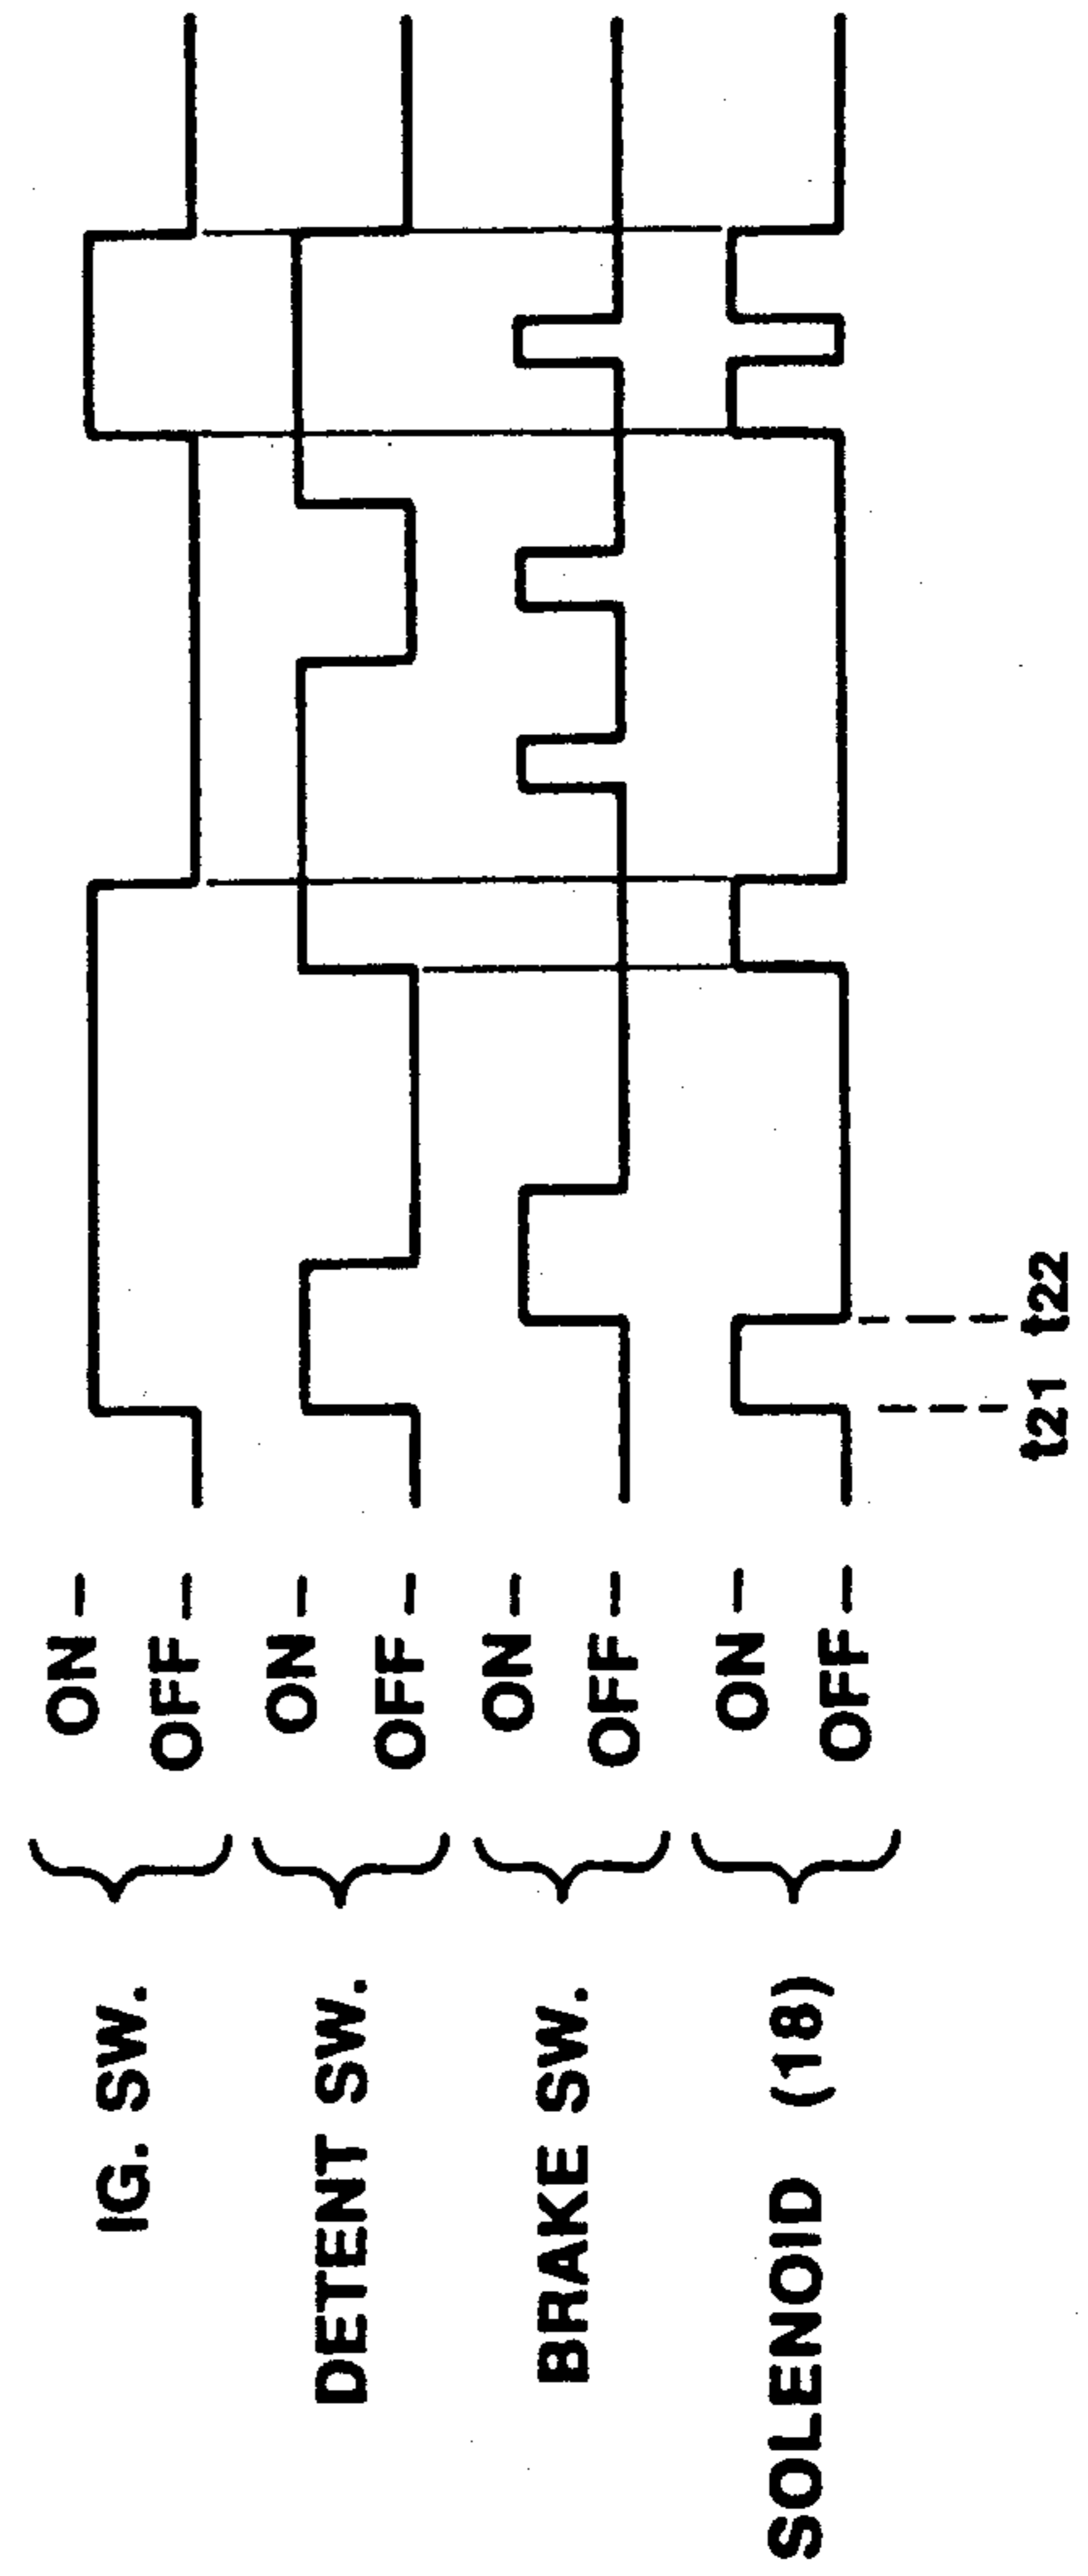 IG. SW.
ON
OFF
DETENT SW.
ON
OFF
BRAKE SW.
ON
OFF
SOLENOID (18)
ON
OFF
t21 t22